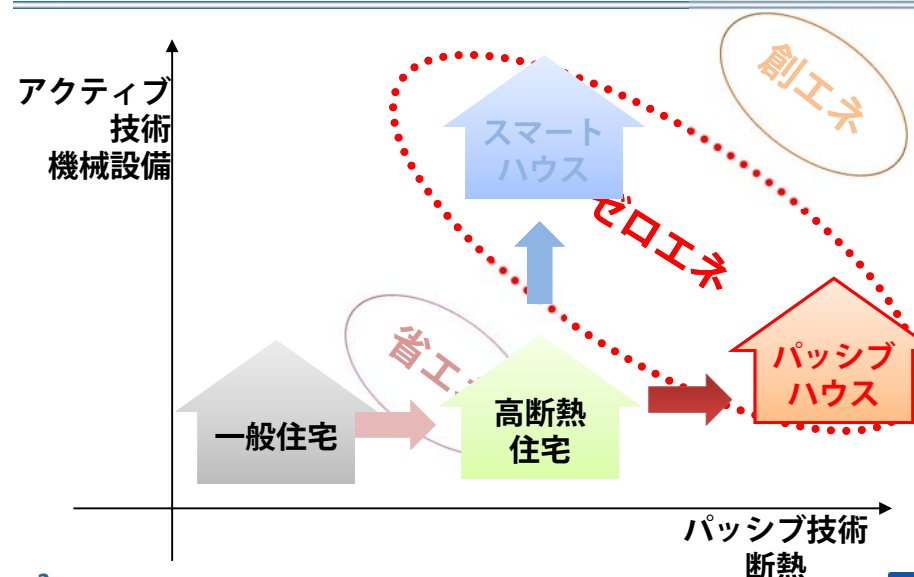 アクティブ
技術
機械設備
創エネ
スマート
ハウス
ゼロエネ
省エネ
一般住宅
高断熱
住宅
パッシブ
ハウス
パッシブ技術
断熱